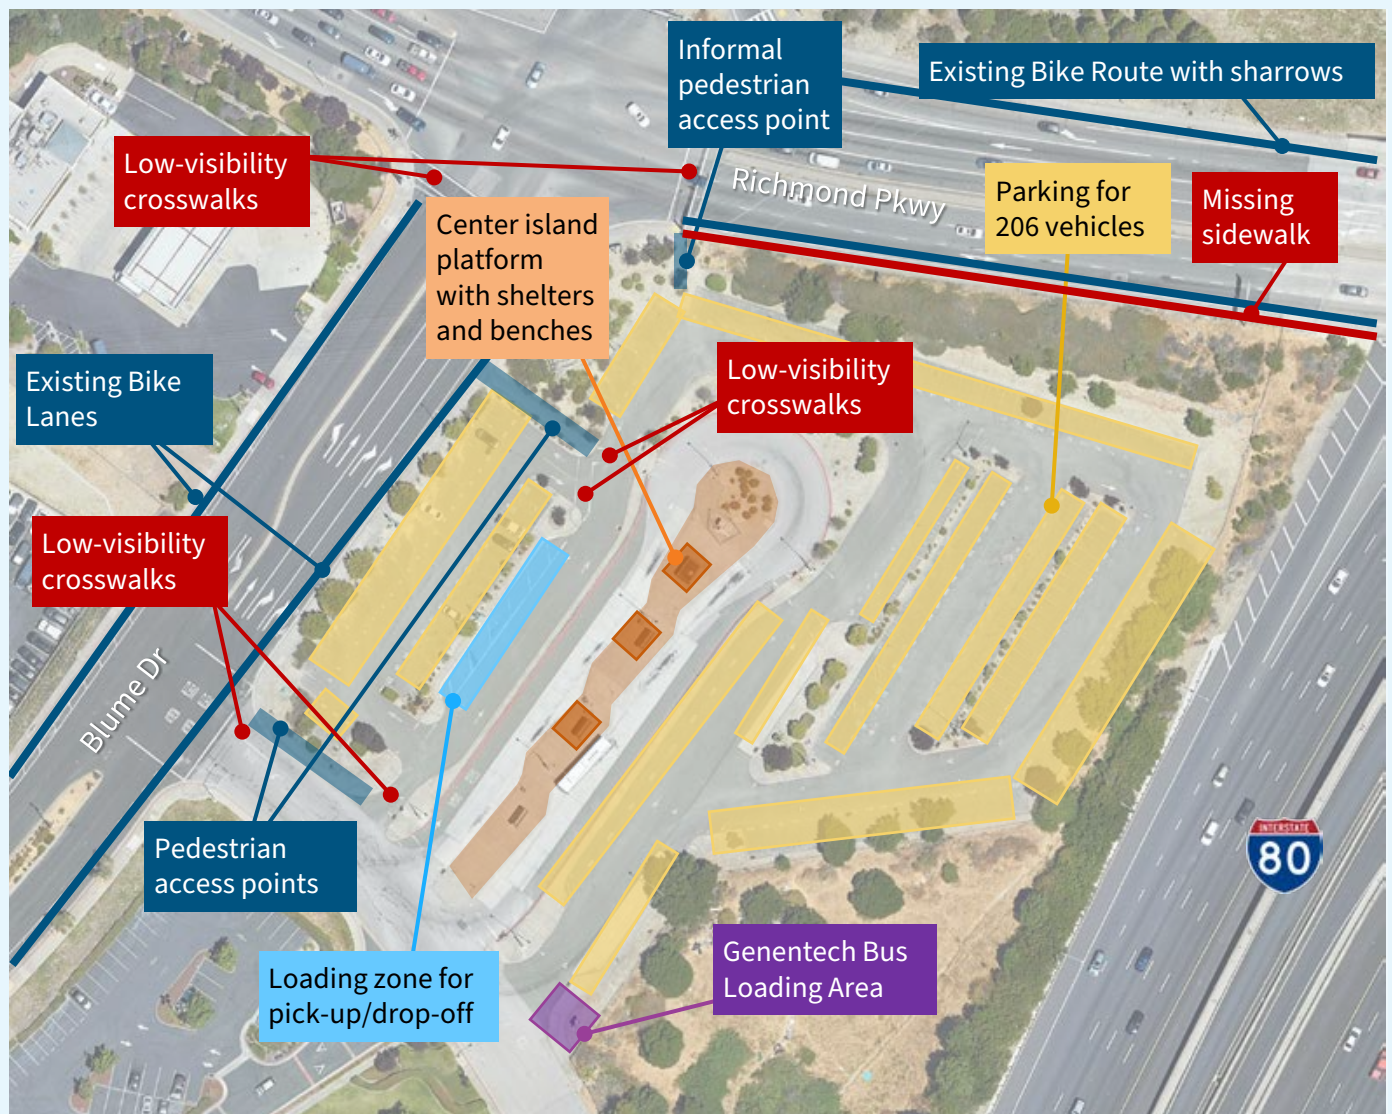 Informal
pedestrian
access point
Existing Bike Route with sharrows
Low-visibility
crosswalks
Richmond Pkwy
Parking for
206 vehicles
Missing
sidewalk
Center island
platform
with shelters
and benches
Existing Bike
Lanes
Low-visibility
crosswalks
Low-visibility
crosswalks
Blume Dr
Pedestrian
access points
INTERSTATE
80
Loading zone for
pick-up/drop-off
Genentech Bus
Loading Area